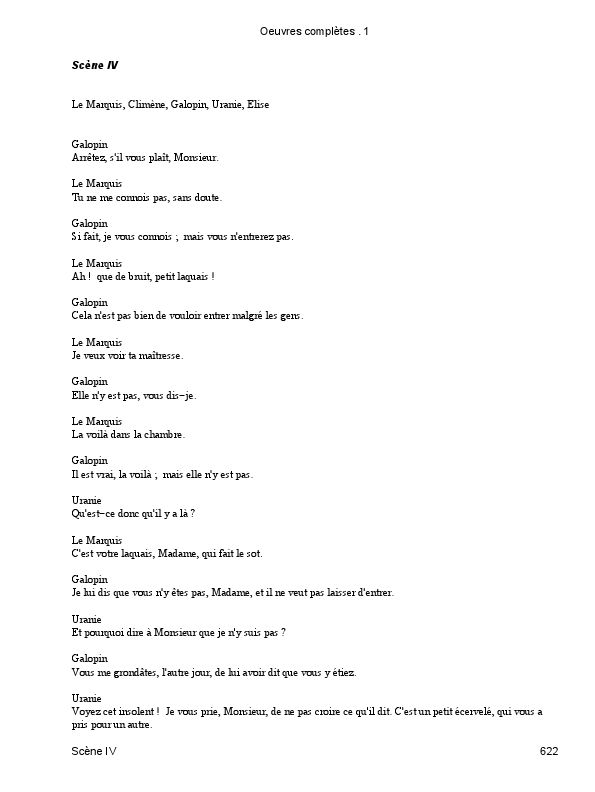 Oeuvres complètes . 1
Scène IV
Le Marquis, Climène, Galopin, Uranie, Elise
Galopin
Arrêtez, s'il vous plaît, Monsieur.
Le Marquis
Tu ne me connois pas, sans doute.
Galopin
Si fait, je vous connois ; mais vous n'entrerez pas.
Le Marquis
Ah ! que de bruit, petit laquais !
Galopin
Cela n'est pas bien de vouloir entrer malgré les gens.
Le Marquis
Je veux voir ta maîtresse.
Galopin
Elle n'y est pas, vous dis-je.
Le Marquis
La voilà dans la chambre.
Galopin
Il est vrai, la voilà ; mais elle n'y est pas.
Uranie
Qu'est-ce donc qu'il y a là ?
Le Marquis
C'est votre laquais, Madame, qui fait le sot.
Galopin
Je lui dis que vous n'y êtes pas, Madame, et il ne veut pas laisser d'entrer.
Uranie
Et pourquoi dire à Monsieur que je n'y suis pas ?
Galopin
Vous me grondâtes, l'autre jour, de lui avoir dit que vous y étiez.
Uranie
Voyez cet insolent ! Je vous prie, Monsieur, de ne pas croire ce qu'il dit. C'est un petit écervelé, qui vous a
pris pour un autre.
Scène IV
622